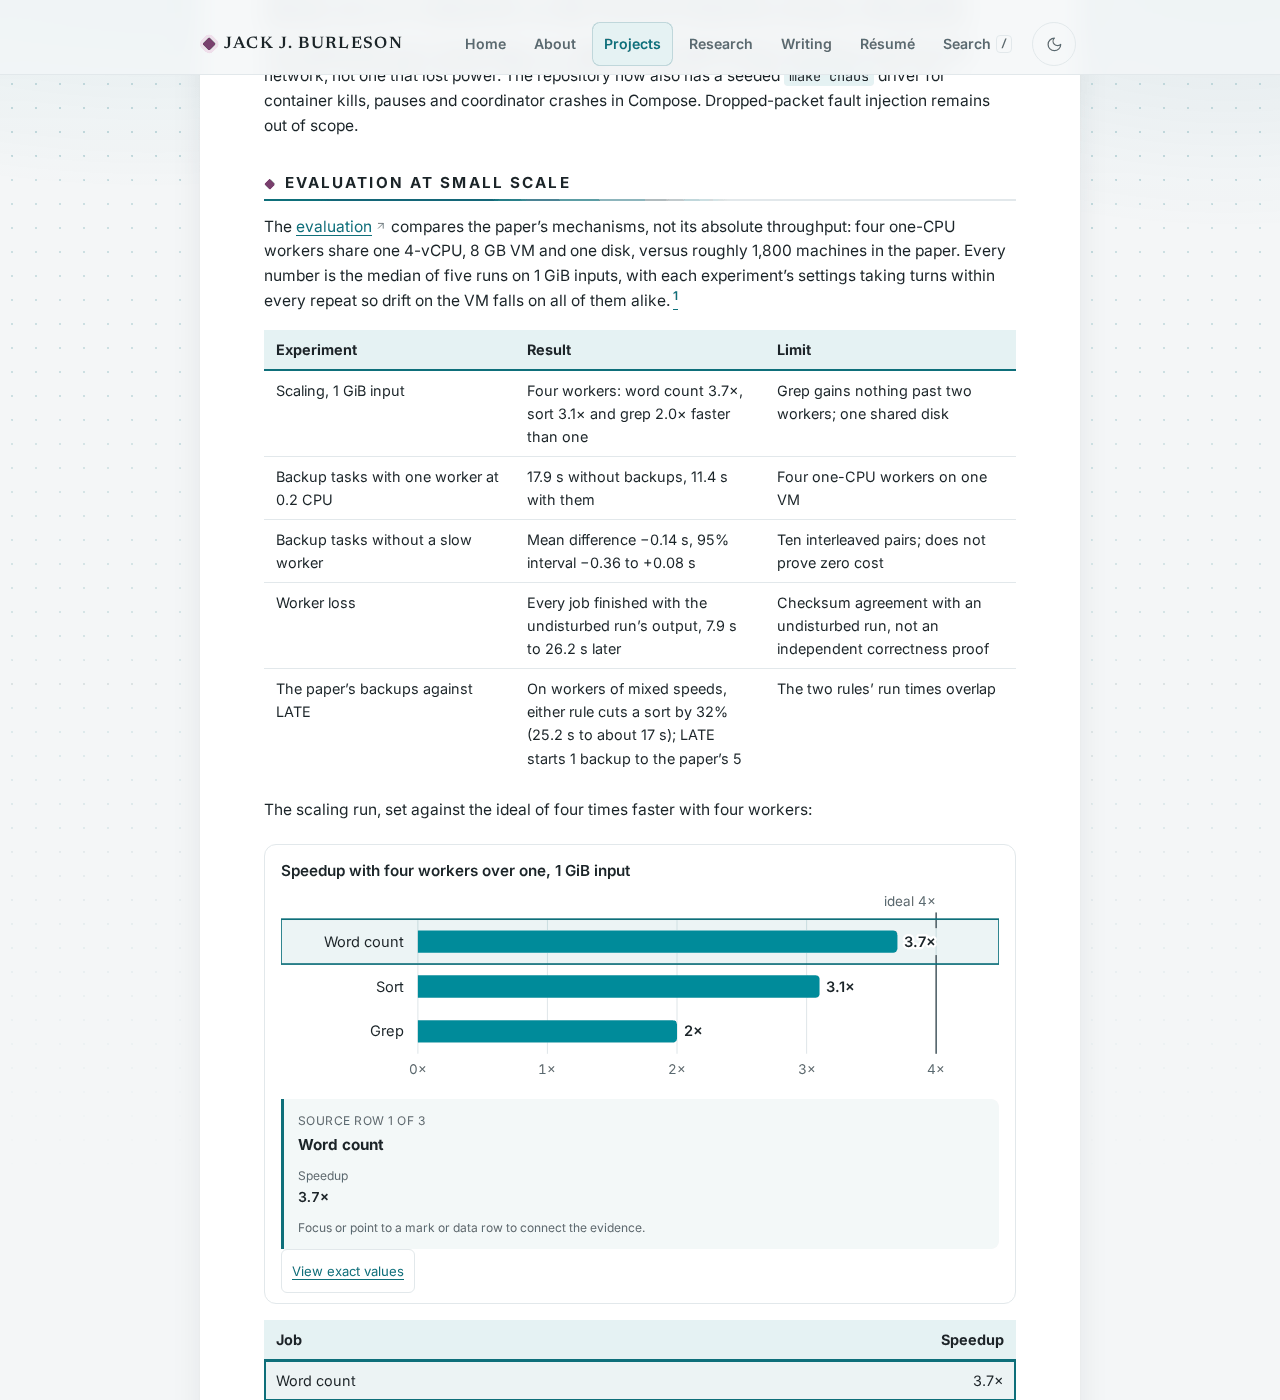 JACK J. BURLESON
Home
About
Projects
Research
Writing
Résumé
Search /
network, not one that lost power. The repository now also has a seeded make chaos driver for
container kills, pauses and coordinator crashes in Compose. Dropped-packet fault injection remains
out of scope.
EVALUATION AT SMALL SCALE
The evaluation ↗ compares the paper’s mechanisms, not its absolute throughput: four one-CPU
workers share one 4-vCPU, 8 GB VM and one disk, versus roughly 1,800 machines in the paper. Every
number is the median of five runs on 1 GiB inputs, with each experiment’s settings taking turns within
every repeat so drift on the VM falls on all of them alike. 1
Experiment
Result
Limit
Scaling, 1 GiB input
Four workers: word count 3.7×,
sort 3.1× and grep 2.0× faster
than one
Grep gains nothing past two
workers; one shared disk
Backup tasks with one worker at
0.2 CPU
17.9 s without backups, 11.4 s
with them
Four one-CPU workers on one
VM
Backup tasks without a slow
worker
Mean difference −0.14 s, 95%
interval −0.36 to +0.08 s
Ten interleaved pairs; does not
prove zero cost
Worker loss
Every job finished with the
undisturbed run’s output, 7.9 s
to 26.2 s later
Checksum agreement with an
undisturbed run, not an
independent correctness proof
The paper’s backups against
LATE
On workers of mixed speeds,
either rule cuts a sort by 32%
(25.2 s to about 17 s); LATE
starts 1 backup to the paper’s 5
The two rules’ run times overlap
The scaling run, set against the ideal of four times faster with four workers:
Speedup with four workers over one, 1 GiB input
ideal 4×
Word count
3.7×
Sort
3.1×
Grep
2×
0×
1×
2×
3×
4×
SOURCE ROW 1 OF 3
Word count
Speedup
3.7×
Focus or point to a mark or data row to connect the evidence.
View exact values
Job
Speedup
Word count
3.7×